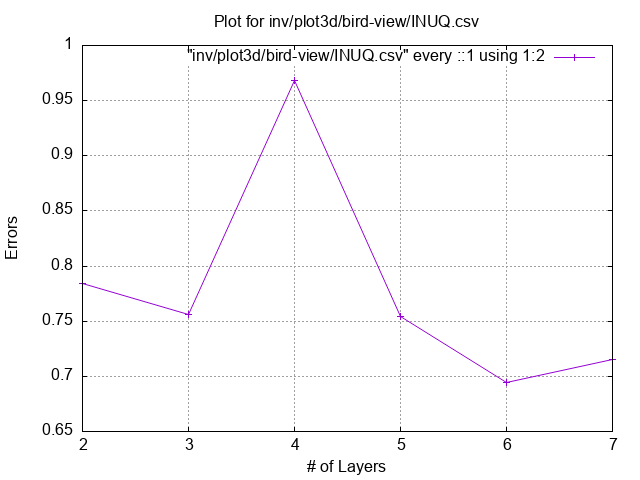 Plot for inv/plot3d/bird-view/INUQ.csv
"inv/plot3d/bird-view/INUQ.csv" every ::1 using 1:2
1
0.95
0.9
0.85
0.8
0.75
0.7
0.65
Errors
2 3 4 5 6 7
# of Layers